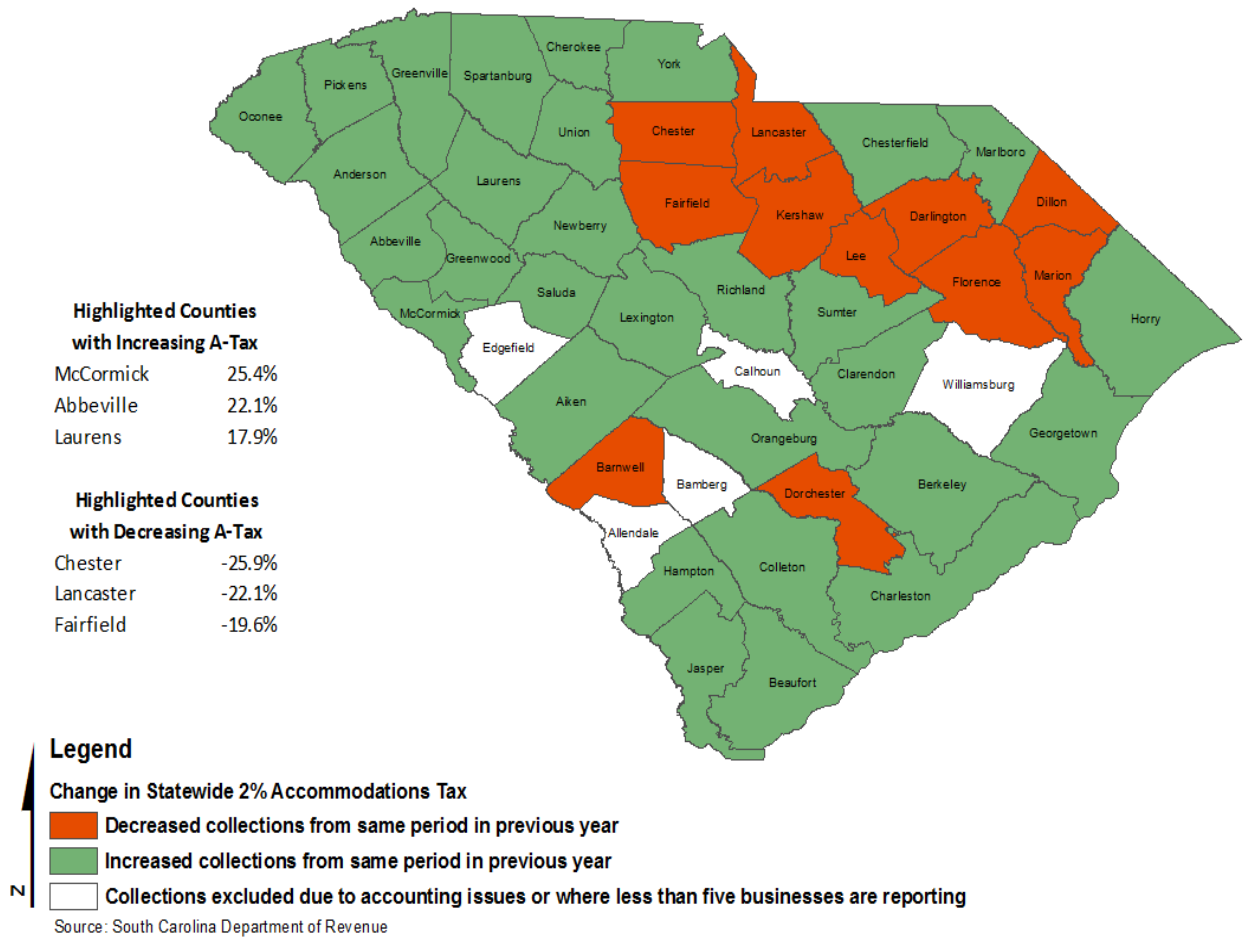 Cherokee
York
Spartanburg
Greenville
Pickens
Oconee
Union
Chester
Lancaster
Chesterfield
Marlboro
Anderson
Laurens
Fairfield
Kershaw
Darlington
Dillon
Newberry
Abbeville
Greenwood
Lee
Florence
Marion
Saluda
Richland
McCormick
Lexington
Sumter
Horry
Edgefield
Calhoun
Clarendon
Williamsburg
Aiken
Orangeburg
Georgetown
Barnwell
Bamberg
Dorchester
Berkeley
Allendale
Hampton
Colleton
Charleston
Jasper
Beaufort
Highlighted Counties
with Increasing A-Tax
McCormick 25.4%
Abbeville 22.1%
Laurens 17.9%
Highlighted Counties
with Decreasing A-Tax
Chester -25.9%
Lancaster -22.1%
Fairfield -19.6%
Legend
Change in Statewide 2% Accommodations Tax
Decreased collections from same period in previous year
Increased collections from same period in previous year
Collections excluded due to accounting issues or where less than five businesses are reporting
N
Source: South Carolina Department of Revenue